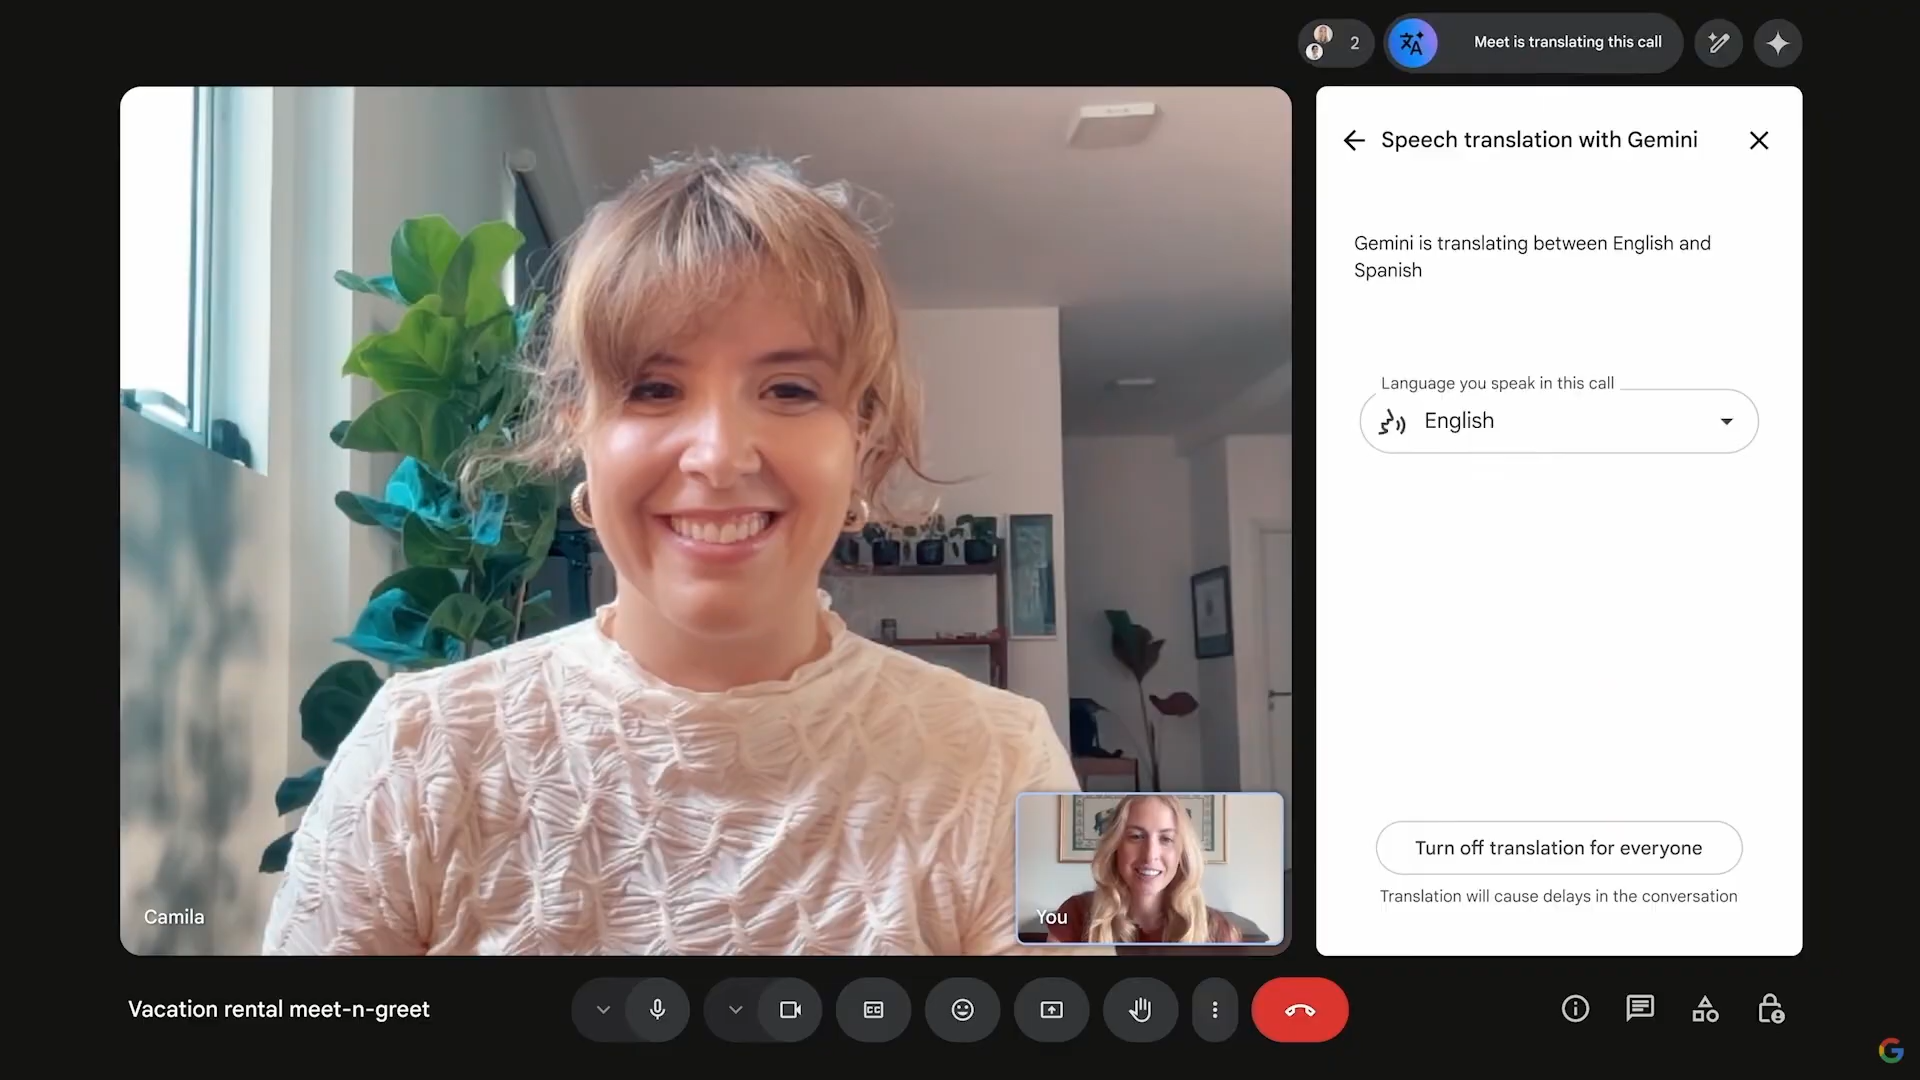 2
Meet is translating this call
Speech translation with Gemini
Gemini is translating between English and
Spanish
Language you speak in this call
English
Turn off translation for everyone
Translation will cause delays in the conversation
Camila
You
Vacation rental meet-n-greet
CC